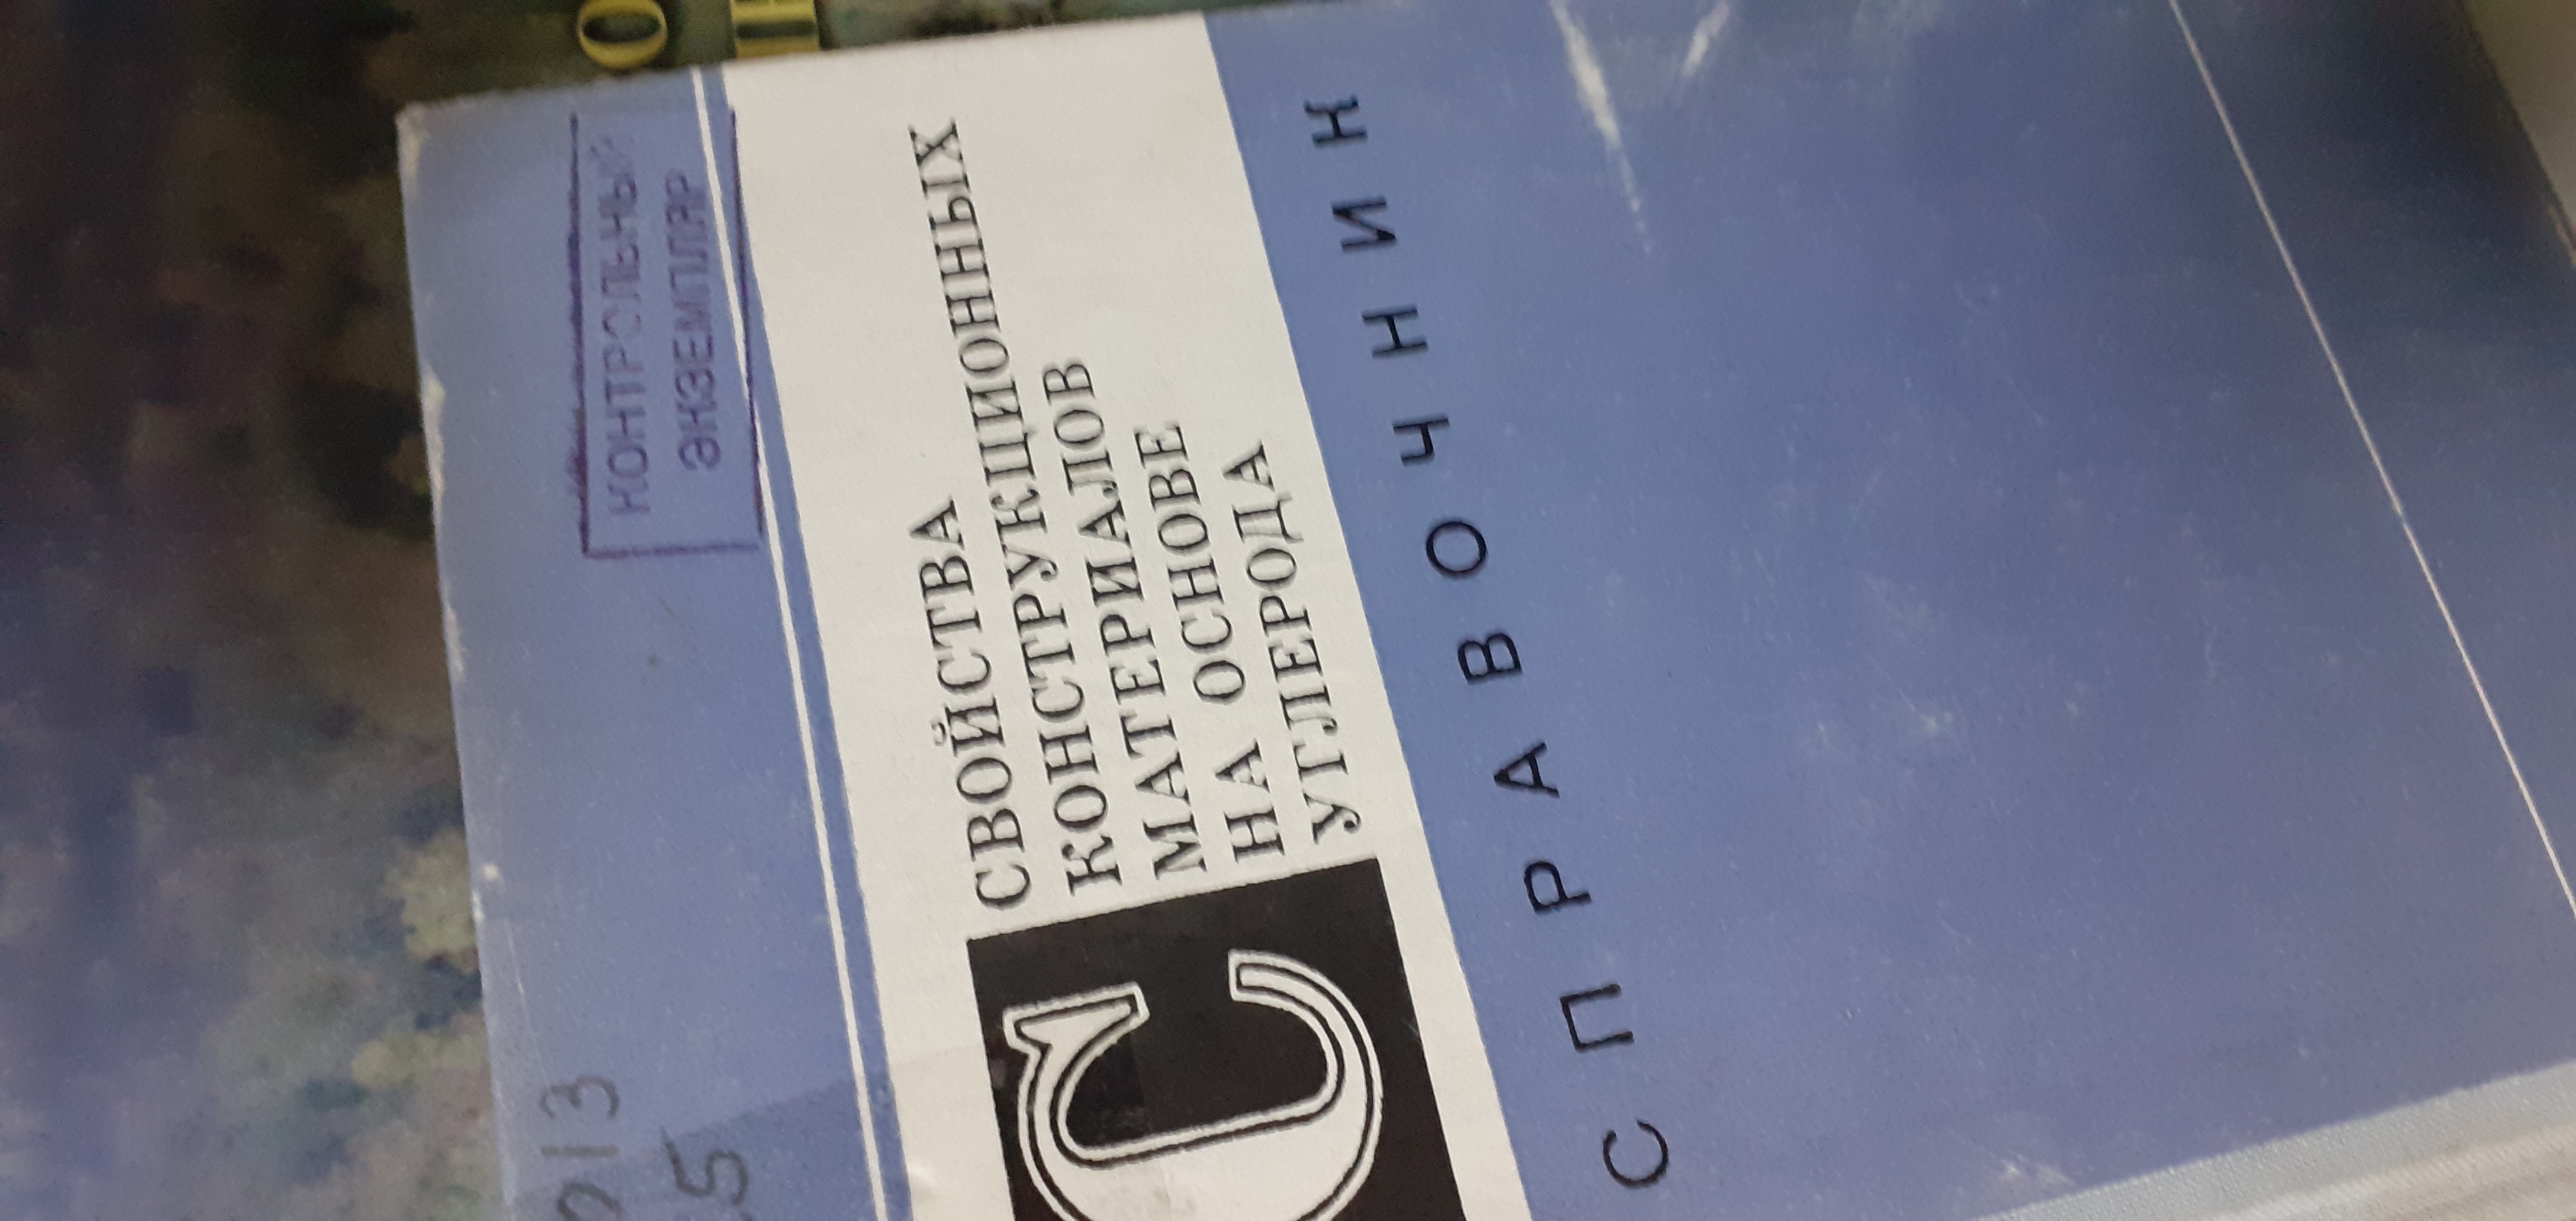 КОНТРОЛЬНЫЙ
ЭКЗЕМПЛЯР
СВОЙСТВА
КОНСТРУКЦИОННЫХ
МАТЕРИАЛОВ
НА ОСНОВЕ
УГЛЕРОДА
С
СПРАВОЧНИК